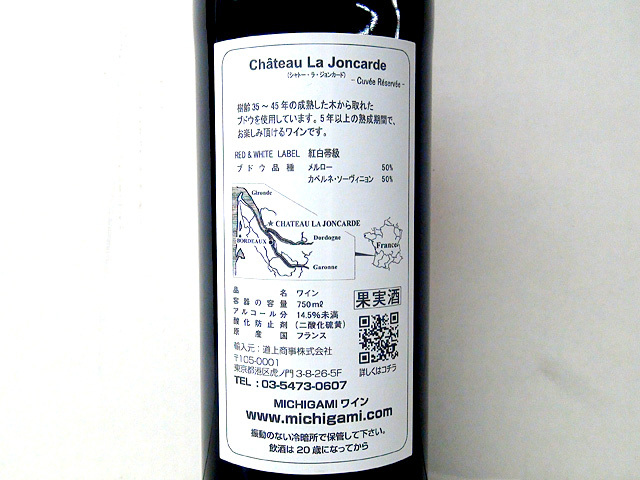 Château La Joncarde
(シャトー・ラ・ジョンカード)
- Cuvée Réservée -
樹齢35～45年の成熟した木から取れた
ブドウを使用しています。5年以上の熟成期間で、
お楽しみ頂けるワインです。
RED & WHITE LABEL 紅白帯級
ブドウ品種 メルロー 50%
カベルネ・ソーヴィニョン 50%
Gironde
★ CHATEAU LA JONCARDE
BORDEAUX
Dordogne
Garonne
France
品名 ワイン
容器の容量 750mℓ
アルコール分 14.5%未満
酸化防止剤 (二酸化硫黄)
原産国 フランス
果実酒
詳しくはコチラ
輸入元：道上商事株式会社
〒105-0001
東京都港区虎ノ門3-8-26-5F
TEL : 03-5473-0607
MICHIGAMI ワイン
www.michigami.com
振動のない冷暗所で保管して下さい。
飲酒は20歳になってから